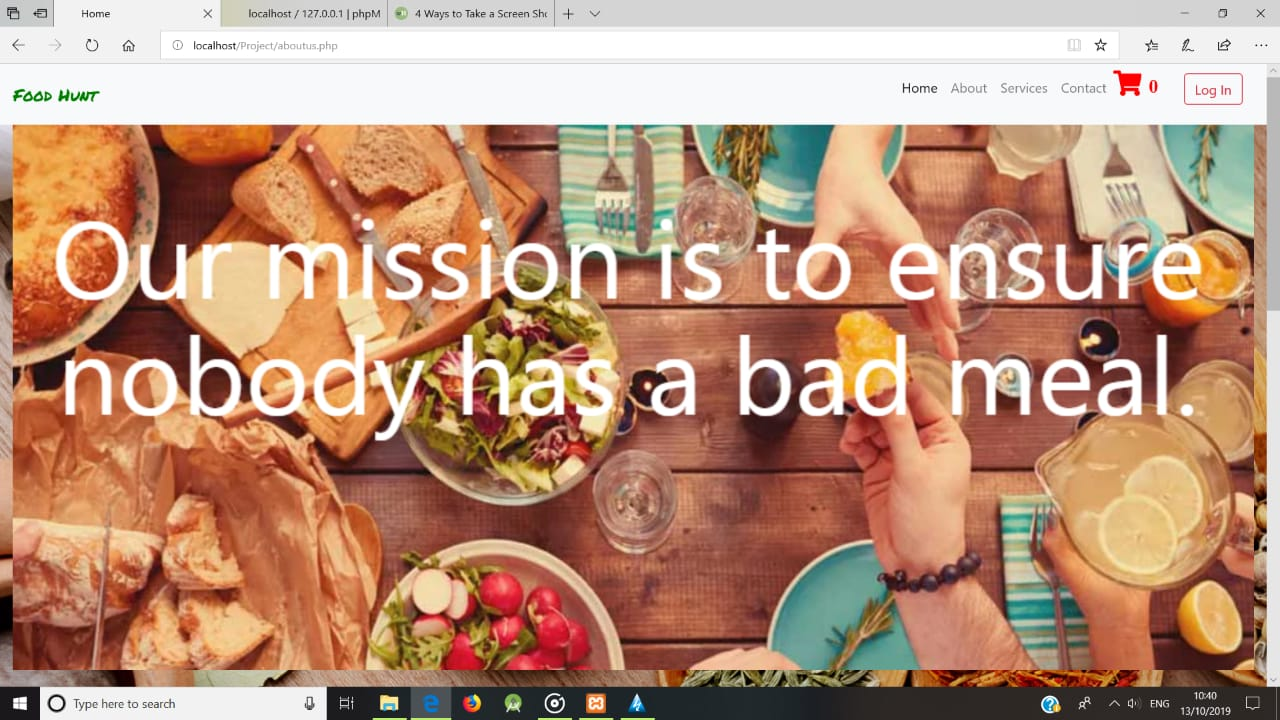 Home
localhost / 127.0.0.1 | phpM
4 Ways to Take a Screen Sho
localhost/Project/aboutus.php
Food Hunt
Home About Services Contact 0 Log In
Our mission is to ensure
nobody has a bad meal.
Type here to search
ENG
10:40
13/10/2019